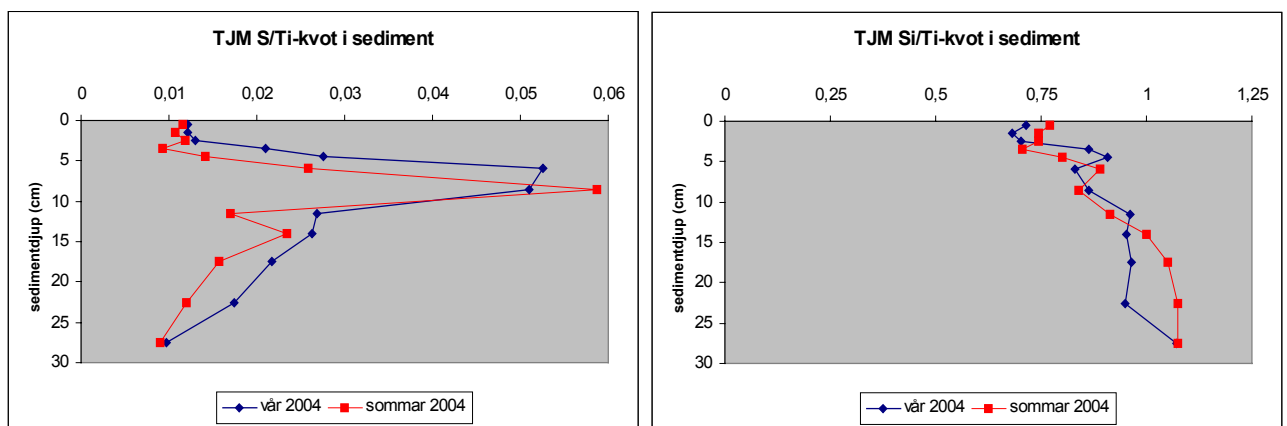 TJM S/Ti-kvot i sediment
0 0,01 0,02 0,03 0,04 0,05 0,06
0
5
10
15
20
25
30
sedimentdjup (cm)
vår 2004 sommar 2004
TJM Si/Ti-kvot i sediment
0 0,25 0,5 0,75 1 1,25
0
5
10
15
20
25
30
sedimentdjup (cm)
vår 2004 sommar 2004